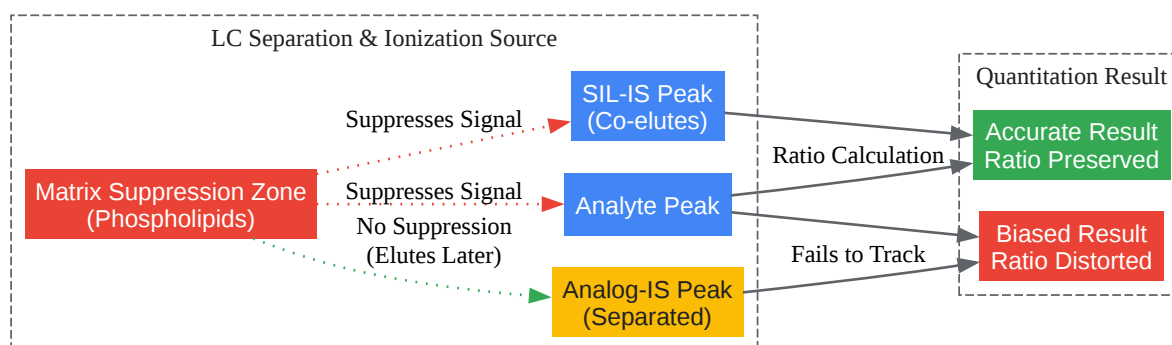 LC Separation & Ionization Source
Quantitation Result
SIL-IS Peak
(Co-elutes)
Suppresses Signal
Accurate Result
Ratio Preserved
Ratio Calculation
Matrix Suppression Zone
(Phospholipids)
Suppresses Signal
Analyte Peak
No Suppression
(Elutes Later)
Biased Result
Ratio Distorted
Fails to Track
Analog-IS Peak
(Separated)